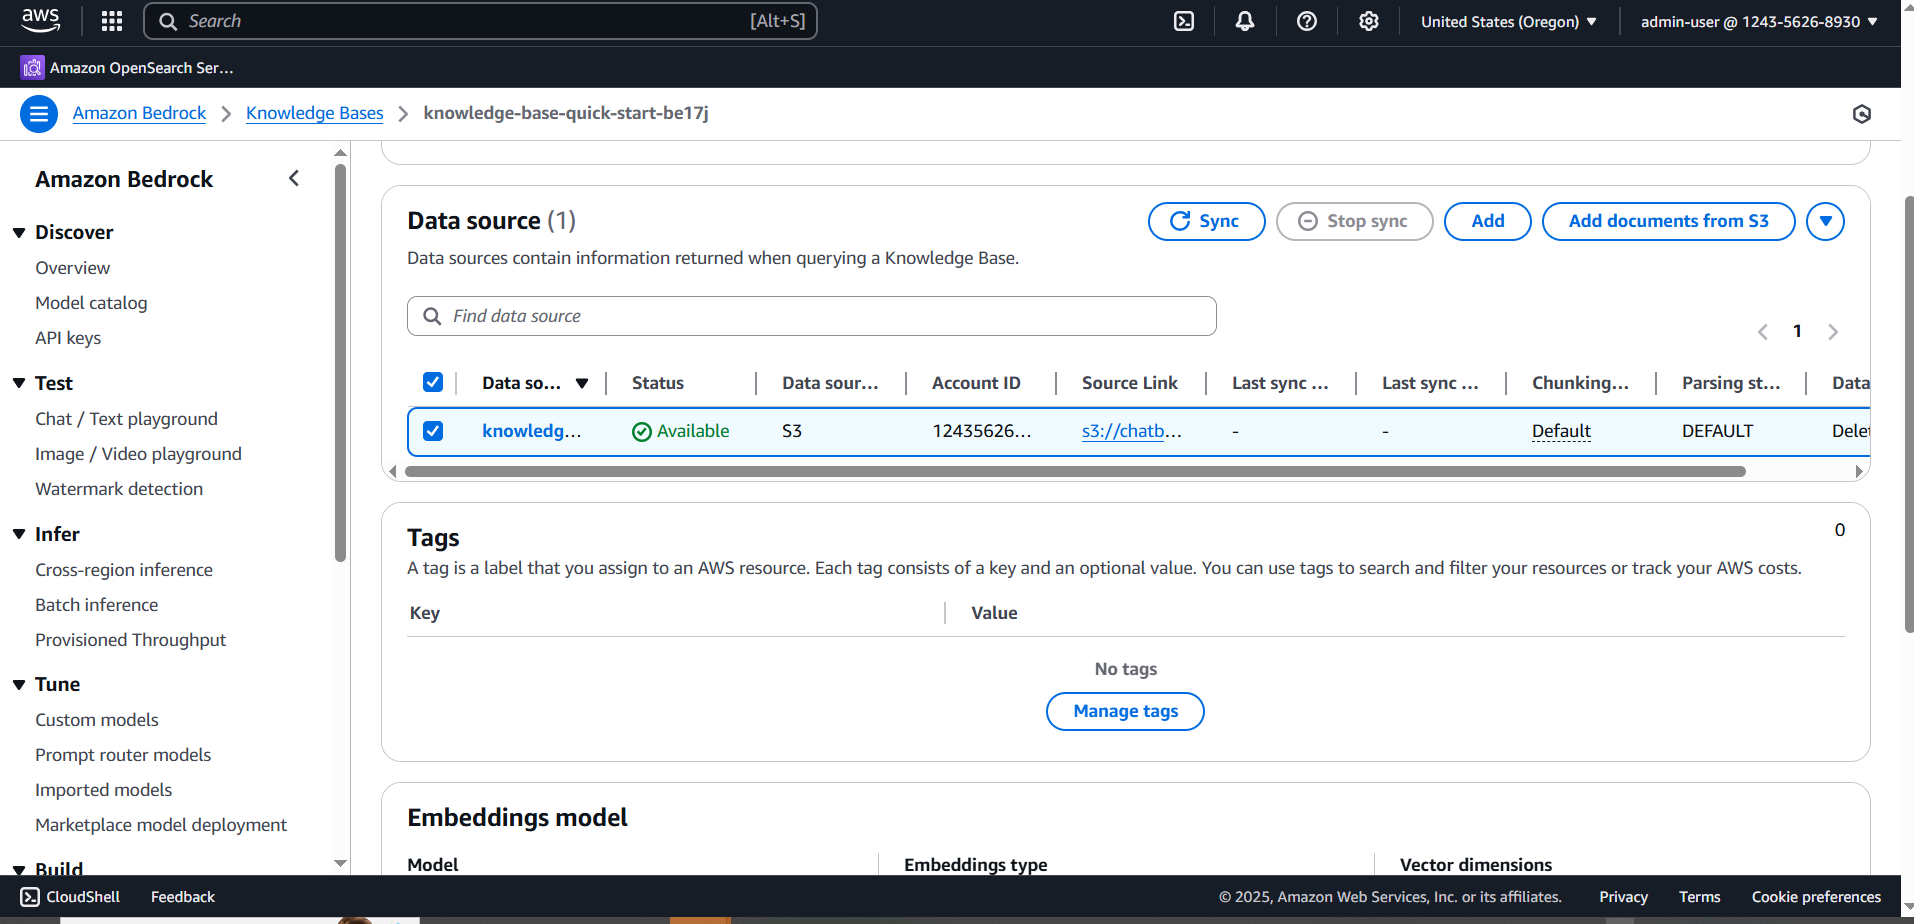 aws
Search [Alt+S]
United States (Oregon)
admin-user @ 1243-5626-8930
Amazon OpenSearch Ser...
Amazon Bedrock
Knowledge Bases
knowledge-base-quick-start-be17j
Amazon Bedrock
Discover
Overview
Model catalog
API keys
Test
Chat / Text playground
Image / Video playground
Watermark detection
Infer
Cross-region inference
Batch inference
Provisioned Throughput
Tune
Custom models
Prompt router models
Imported models
Marketplace model deployment
Build
Data source (1)
Sync
Stop sync
Add
Add documents from S3
Data sources contain information returned when querying a Knowledge Base.
Find data source
1
Data so... Status Data sour... Account ID Source Link Last sync ... Last sync ... Chunking... Parsing st... Data
knowledg... Available S3 12435626... s3://chatb... - - Default DEFAULT Delet
Tags
0
A tag is a label that you assign to an AWS resource. Each tag consists of a key and an optional value. You can use tags to search and filter your resources or track your AWS costs.
Key Value
No tags
Manage tags
Embeddings model
Model Embeddings type Vector dimensions
CloudShell Feedback
© 2025, Amazon Web Services, Inc. or its affiliates. Privacy Terms Cookie preferences